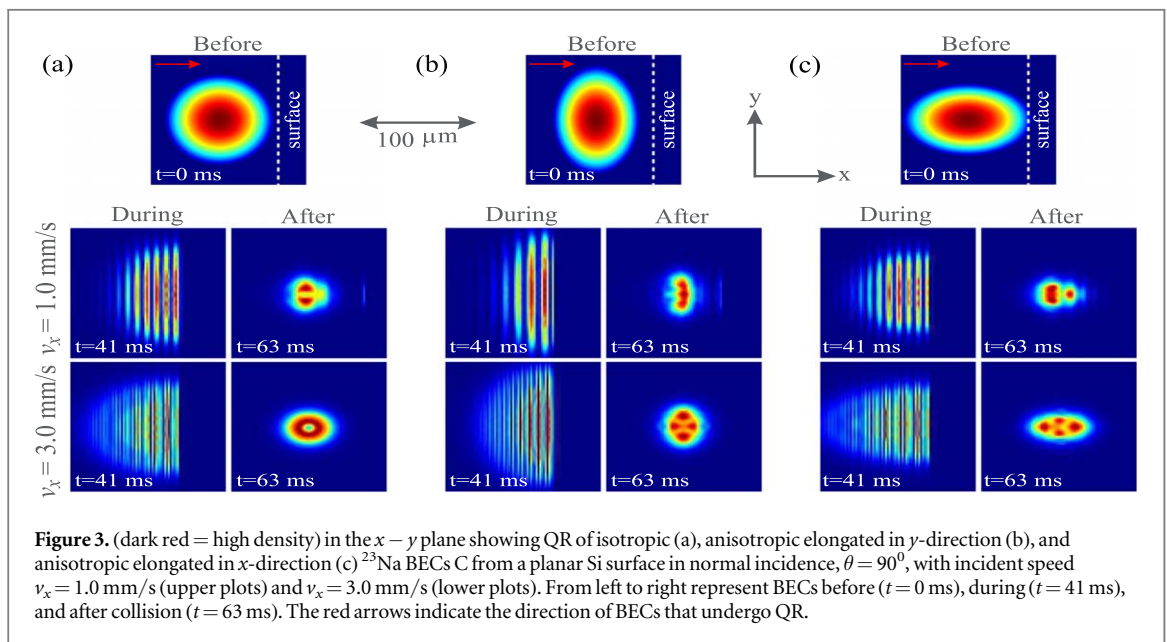 Before
Before
Before
(a)
(b)
(c)
surface
surface
surface
t=0 ms
t=0 ms
t=0 ms
100 μm
y
x
During
After
During
After
During
After
v_x = 1.0 mm/s
t=41 ms
t=63 ms
t=41 ms
t=63 ms
t=41 ms
t=63 ms
v_x = 3.0 mm/s
t=41 ms
t=63 ms
t=41 ms
t=63 ms
t=41 ms
t=63 ms
Figure 3. (dark red = high density) in the x − y plane showing QR of isotropic (a), anisotropic elongated in y-direction (b), and
anisotropic elongated in x-direction (c) ²³Na BECs C from a planar Si surface in normal incidence, θ = 90⁰, with incident speed
v_x = 1.0 mm/s (upper plots) and v_x = 3.0 mm/s (lower plots). From left to right represent BECs before (t = 0 ms), during (t = 41 ms),
and after collision (t = 63 ms). The red arrows indicate the direction of BECs that undergo QR.